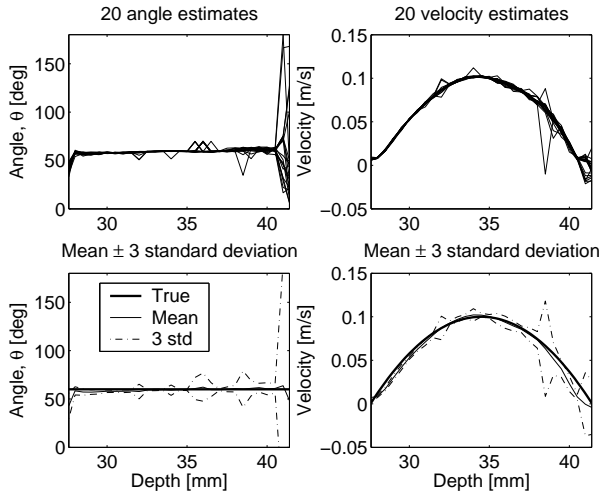 20 angle estimates
20 velocity estimates
Angle, θ [deg]
150
100
50
0
30
35
40
Velocity [m/s]
0.15
0.1
0.05
0
−0.05
30
35
40
Mean ± 3 standard deviation
Mean ± 3 standard deviation
Angle, θ [deg]
150
100
50
0
True
Mean
3 std
30
35
40
Depth [mm]
Velocity [m/s]
0.15
0.1
0.05
0
−0.05
30
35
40
Depth [mm]